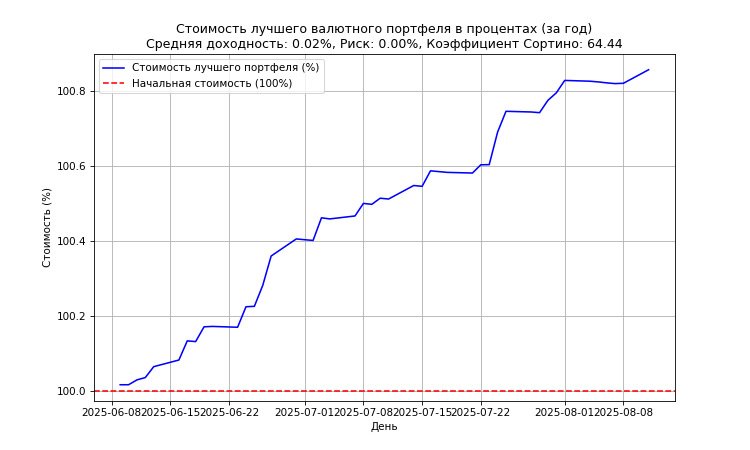 Стоимость лучшего валютного портфеля в процентах (за год)
Средняя доходность: 0.02%, Риск: 0.00%, Коэффициент Сортино: 64.44
Стоимость лучшего портфеля (%)
Начальная стоимость (100%)
Стоимость (%)
100.8
100.6
100.4
100.2
100.0
2025-06-08 2025-06-15 2025-06-22 2025-07-01 2025-07-08 2025-07-15 2025-07-22 2025-08-01 2025-08-08
День